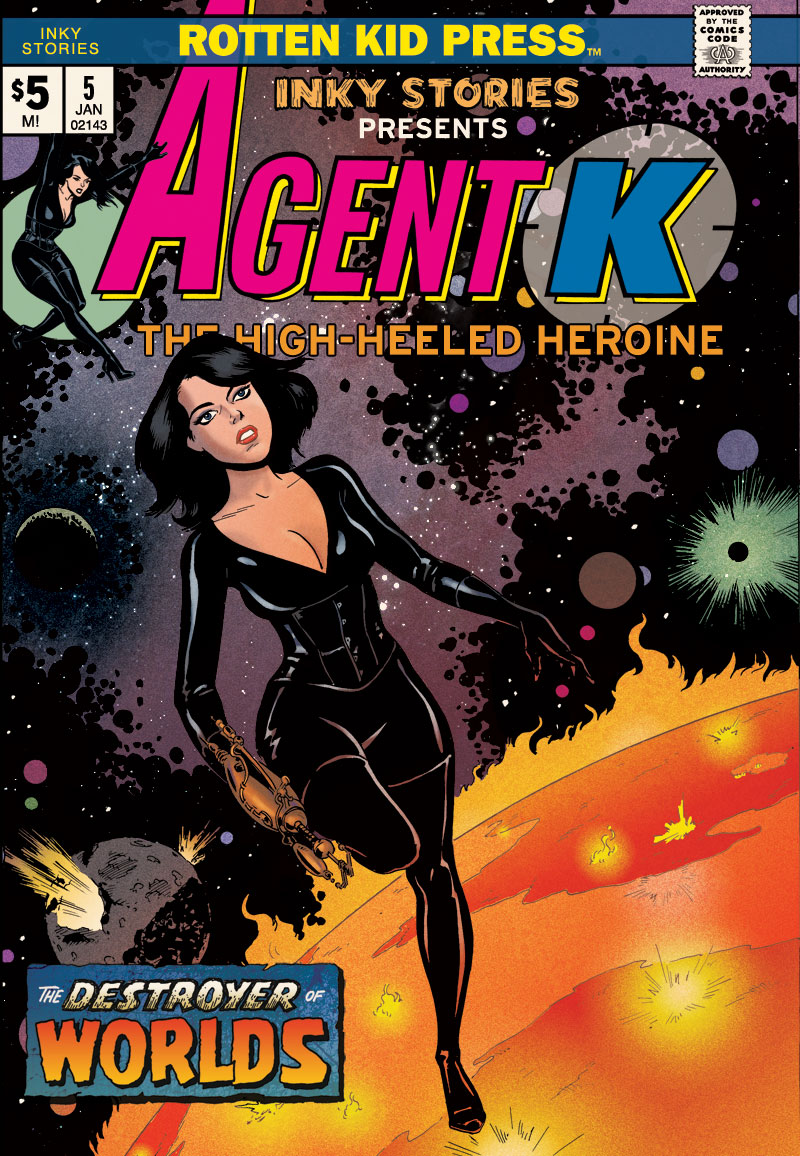 INKY
STORIES
ROTTEN KID PRESS™
APPROVED
BY THE
COMICS
CODE
CAC
AUTHORITY
$5
M!
5
JAN
02143
INKY STORIES
PRESENTS
AGENT K
THE HIGH-HEELED HEROINE
THE DESTROYER OF
WORLDS